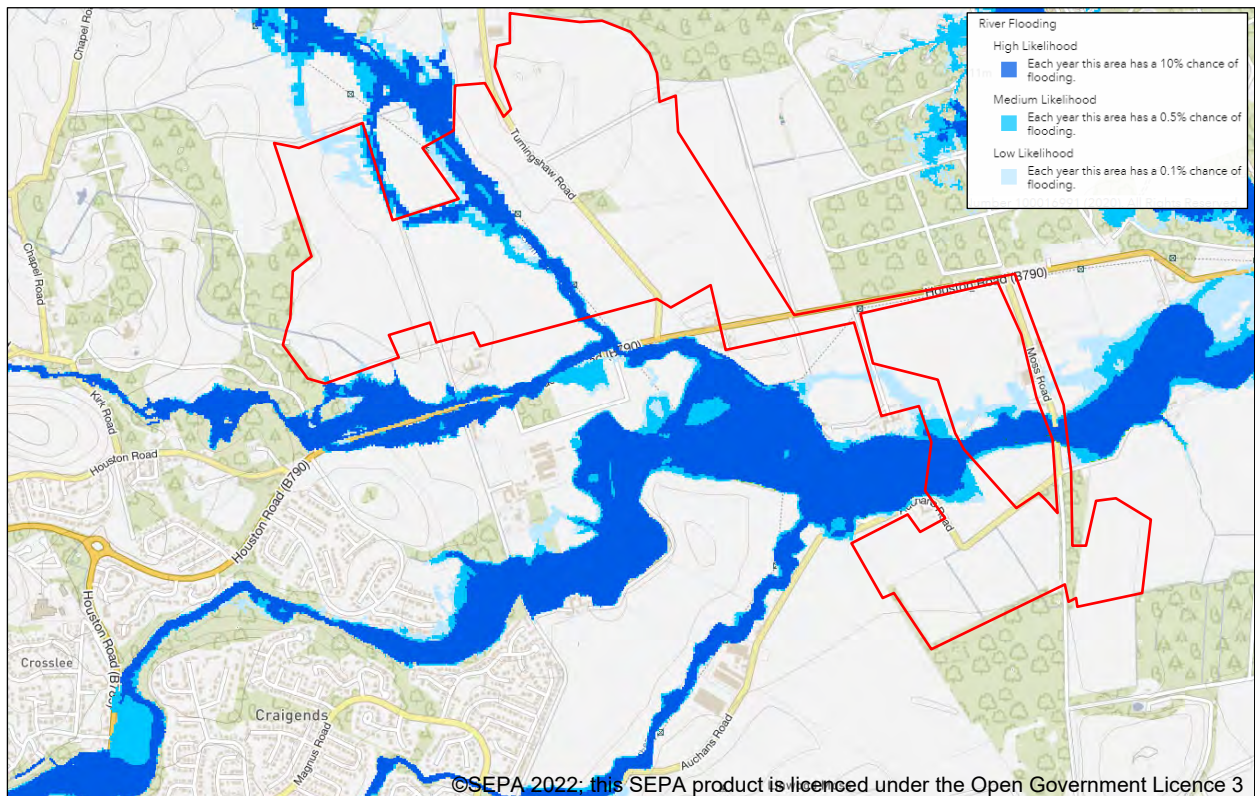 River Flooding
High Likelihood
Each year this area has a 10% chance of
flooding.
Medium Likelihood
Each year this area has a 0.5% chance of
flooding.
Low Likelihood
Each year this area has a 0.1% chance of
flooding.
Chapel Ro
Turningshaw Road
Chapel Road
Houston Road (B790)
(B790)
Moss Road
Kirk Road
Houston Road
Houston Road (B790)
Road
Houston Road (B7
Crosslee
Craigends
Magnus Road
Auchans Road
©SEPA 2022; this SEPA product is licenced under the Open Government Licence 3